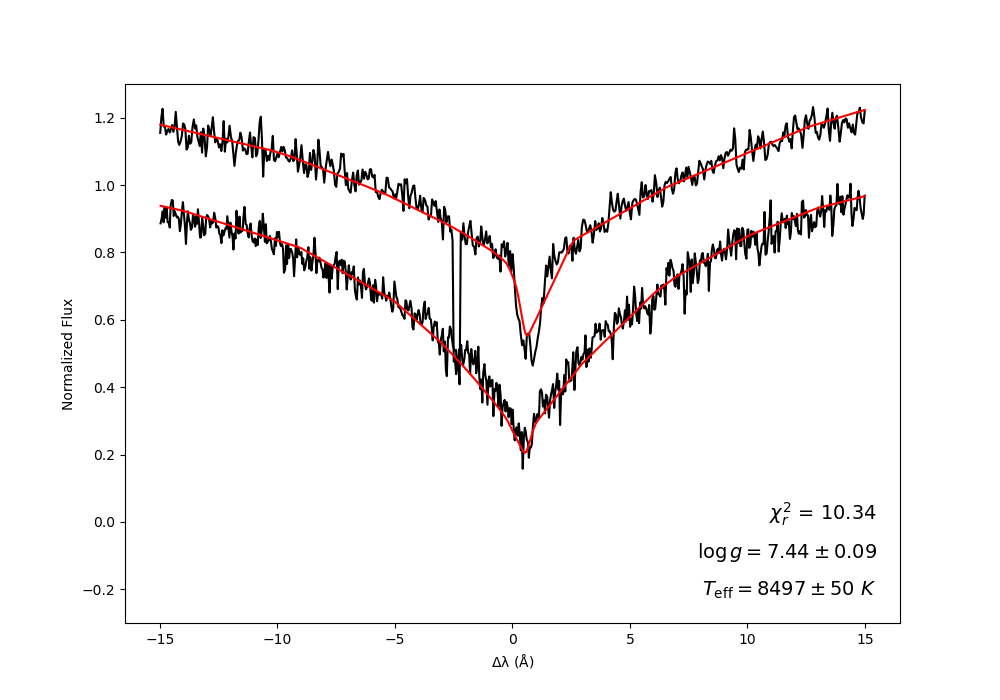 1.2
1.0
0.8
0.6
0.4
0.2
0.0
−0.2
Normalized Flux
χ²ᵣ = 10.34
log g = 7.44 ± 0.09
T_eff = 8497 ± 50 K
−15 −10 −5 0 5 10 15
Δλ (Å)